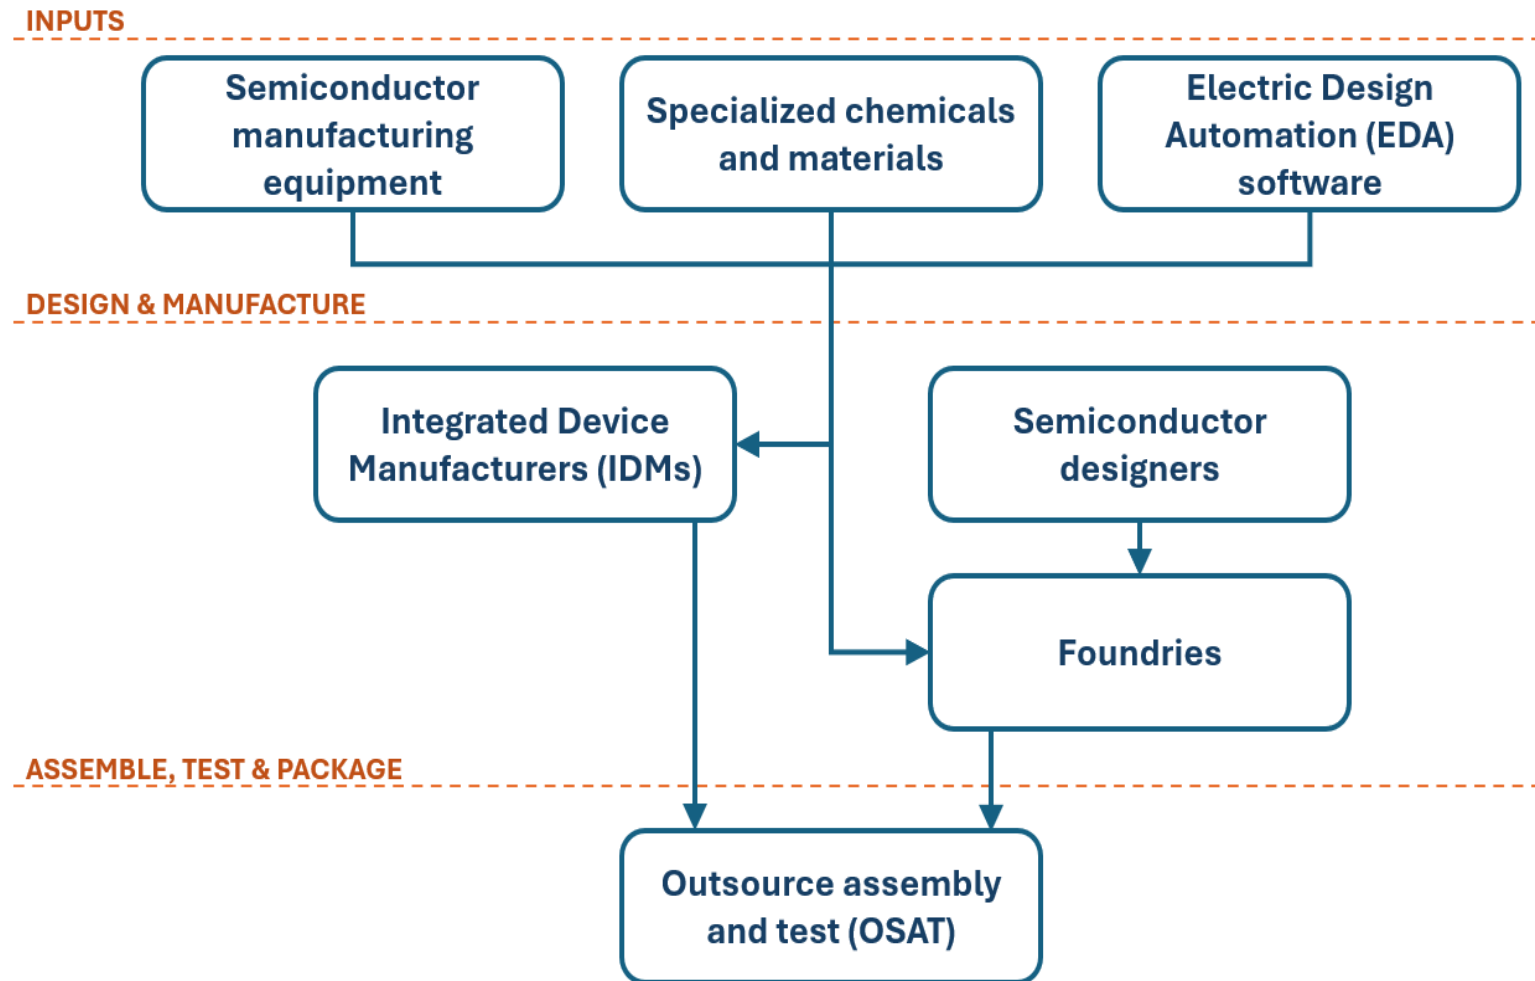 INPUTS
Semiconductor
manufacturing
equipment
Specialized chemicals
and materials
Electric Design
Automation (EDA)
software
DESIGN & MANUFACTURE
Integrated Device
Manufacturers (IDMs)
Semiconductor
designers
Foundries
ASSEMBLE, TEST & PACKAGE
Outsource assembly
and test (OSAT)